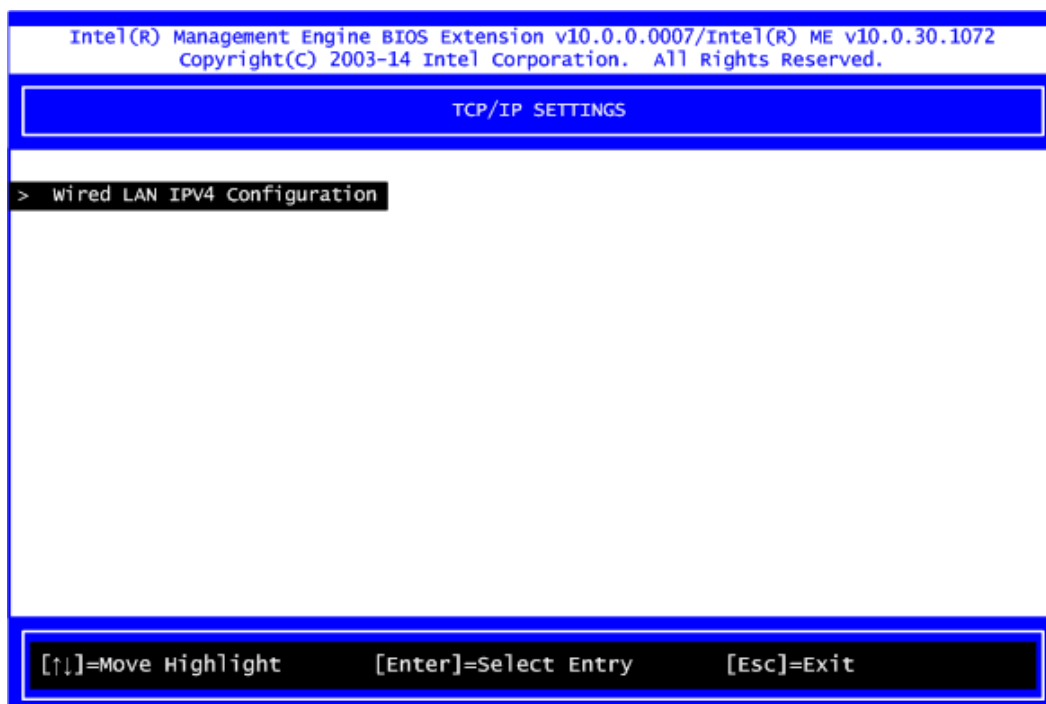 Intel(R) Management Engine BIOS Extension v10.0.0.0007/Intel(R) ME v10.0.30.1072
Copyright(C) 2003-14 Intel Corporation. All Rights Reserved.
TCP/IP SETTINGS
> Wired LAN IPV4 Configuration
[↑↓]=Move Highlight [Enter]=Select Entry [Esc]=Exit